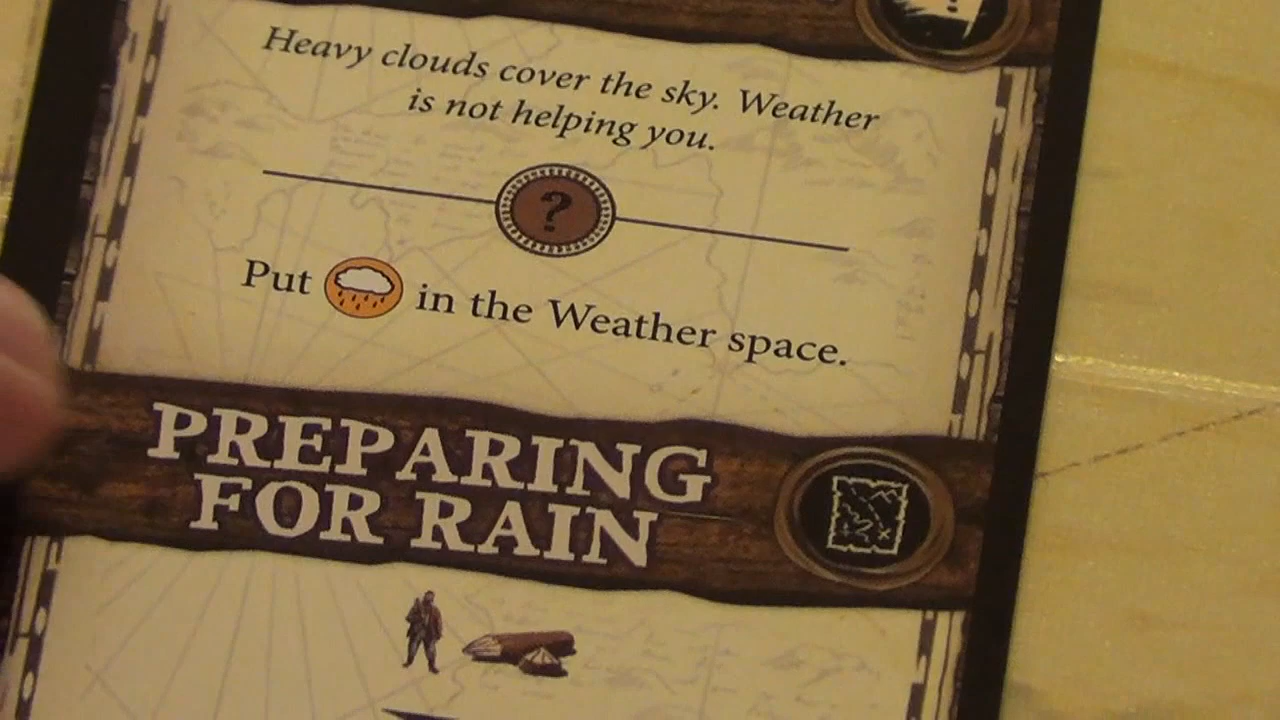 Heavy clouds cover the sky. Weather
is not helping you.
?
Put in the Weather space.
PREPARING
FOR RAIN